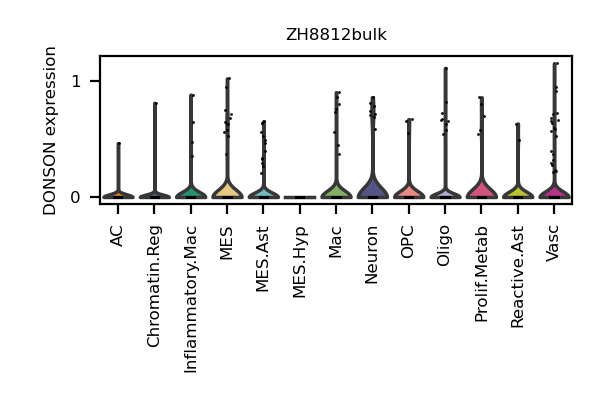 ZH8812bulk
DONSON expression
1
0
AC
Chromatin.Reg
Inflammatory.Mac
MES
MES.Ast
MES.Hyp
Mac
Neuron
OPC
Oligo
Prolif.Metab
Reactive.Ast
Vasc